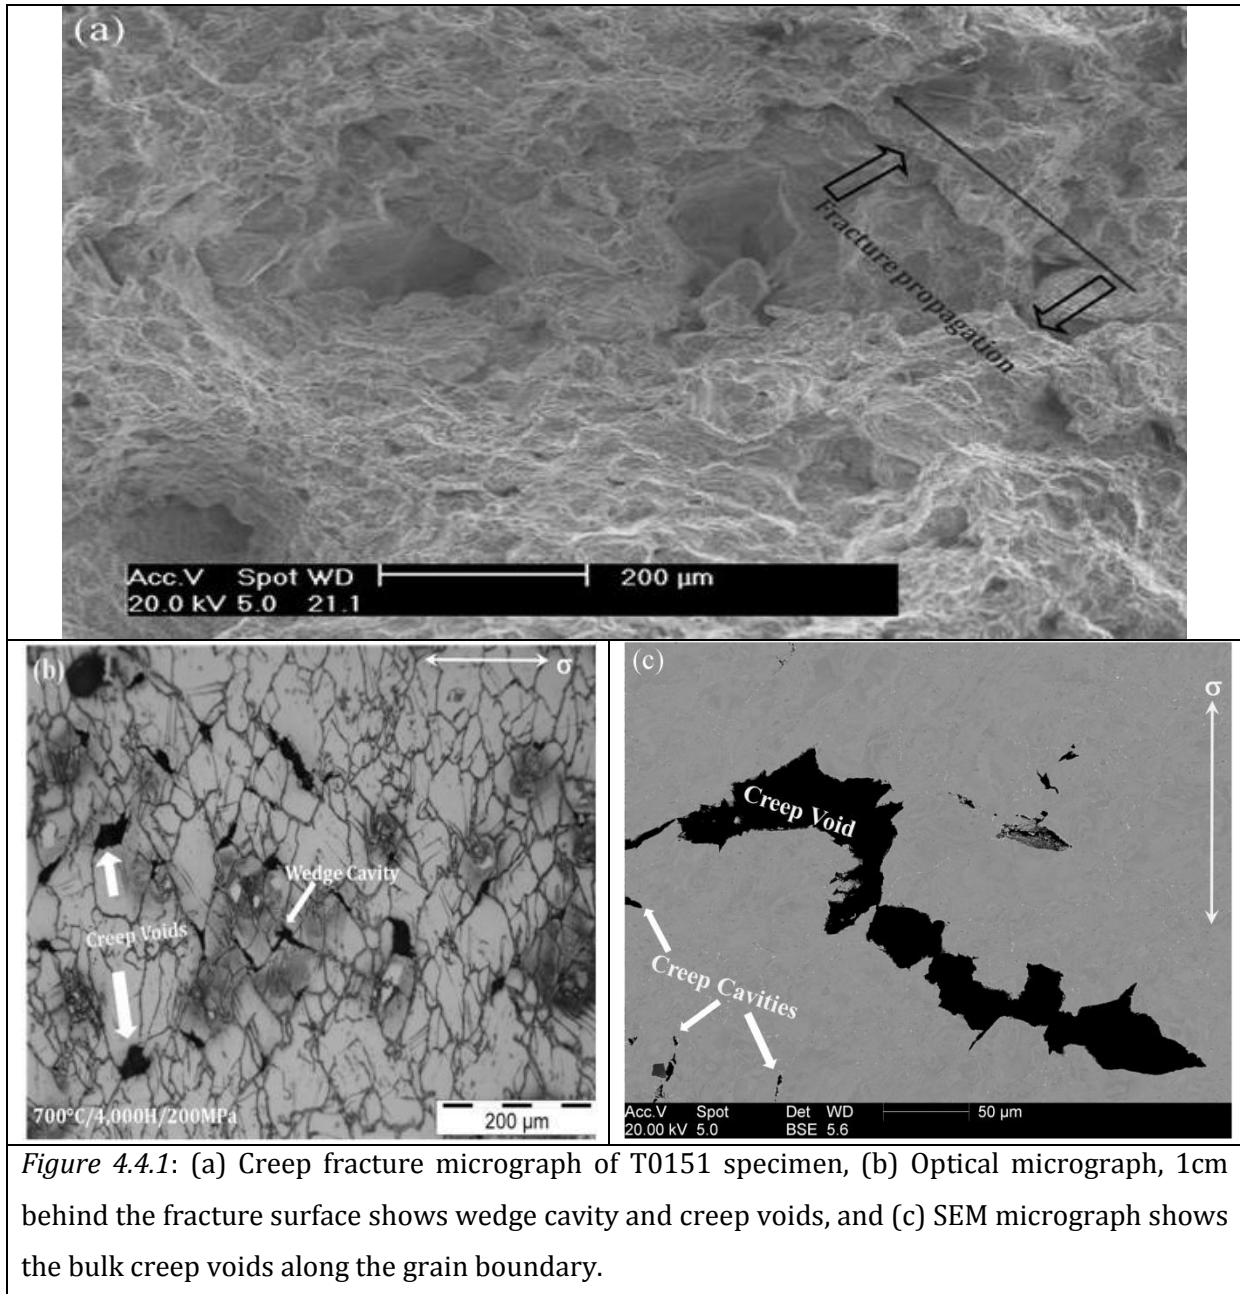 (a)
Fracture propagation
Acc.V Spot WD 200 µm
20.0 kV 5.0 21.1
(b)
σ
Wedge Cavity
Creep Voids
700°C/4,000H/200MPa
200 µm
(c)
σ
Creep Void
Creep Cavities
Acc.V Spot Det WD 50 µm
20.00 kV 5.0 BSE 5.6
Figure 4.4.1: (a) Creep fracture micrograph of T0151 specimen, (b) Optical micrograph, 1cm
behind the fracture surface shows wedge cavity and creep voids, and (c) SEM micrograph shows
the bulk creep voids along the grain boundary.